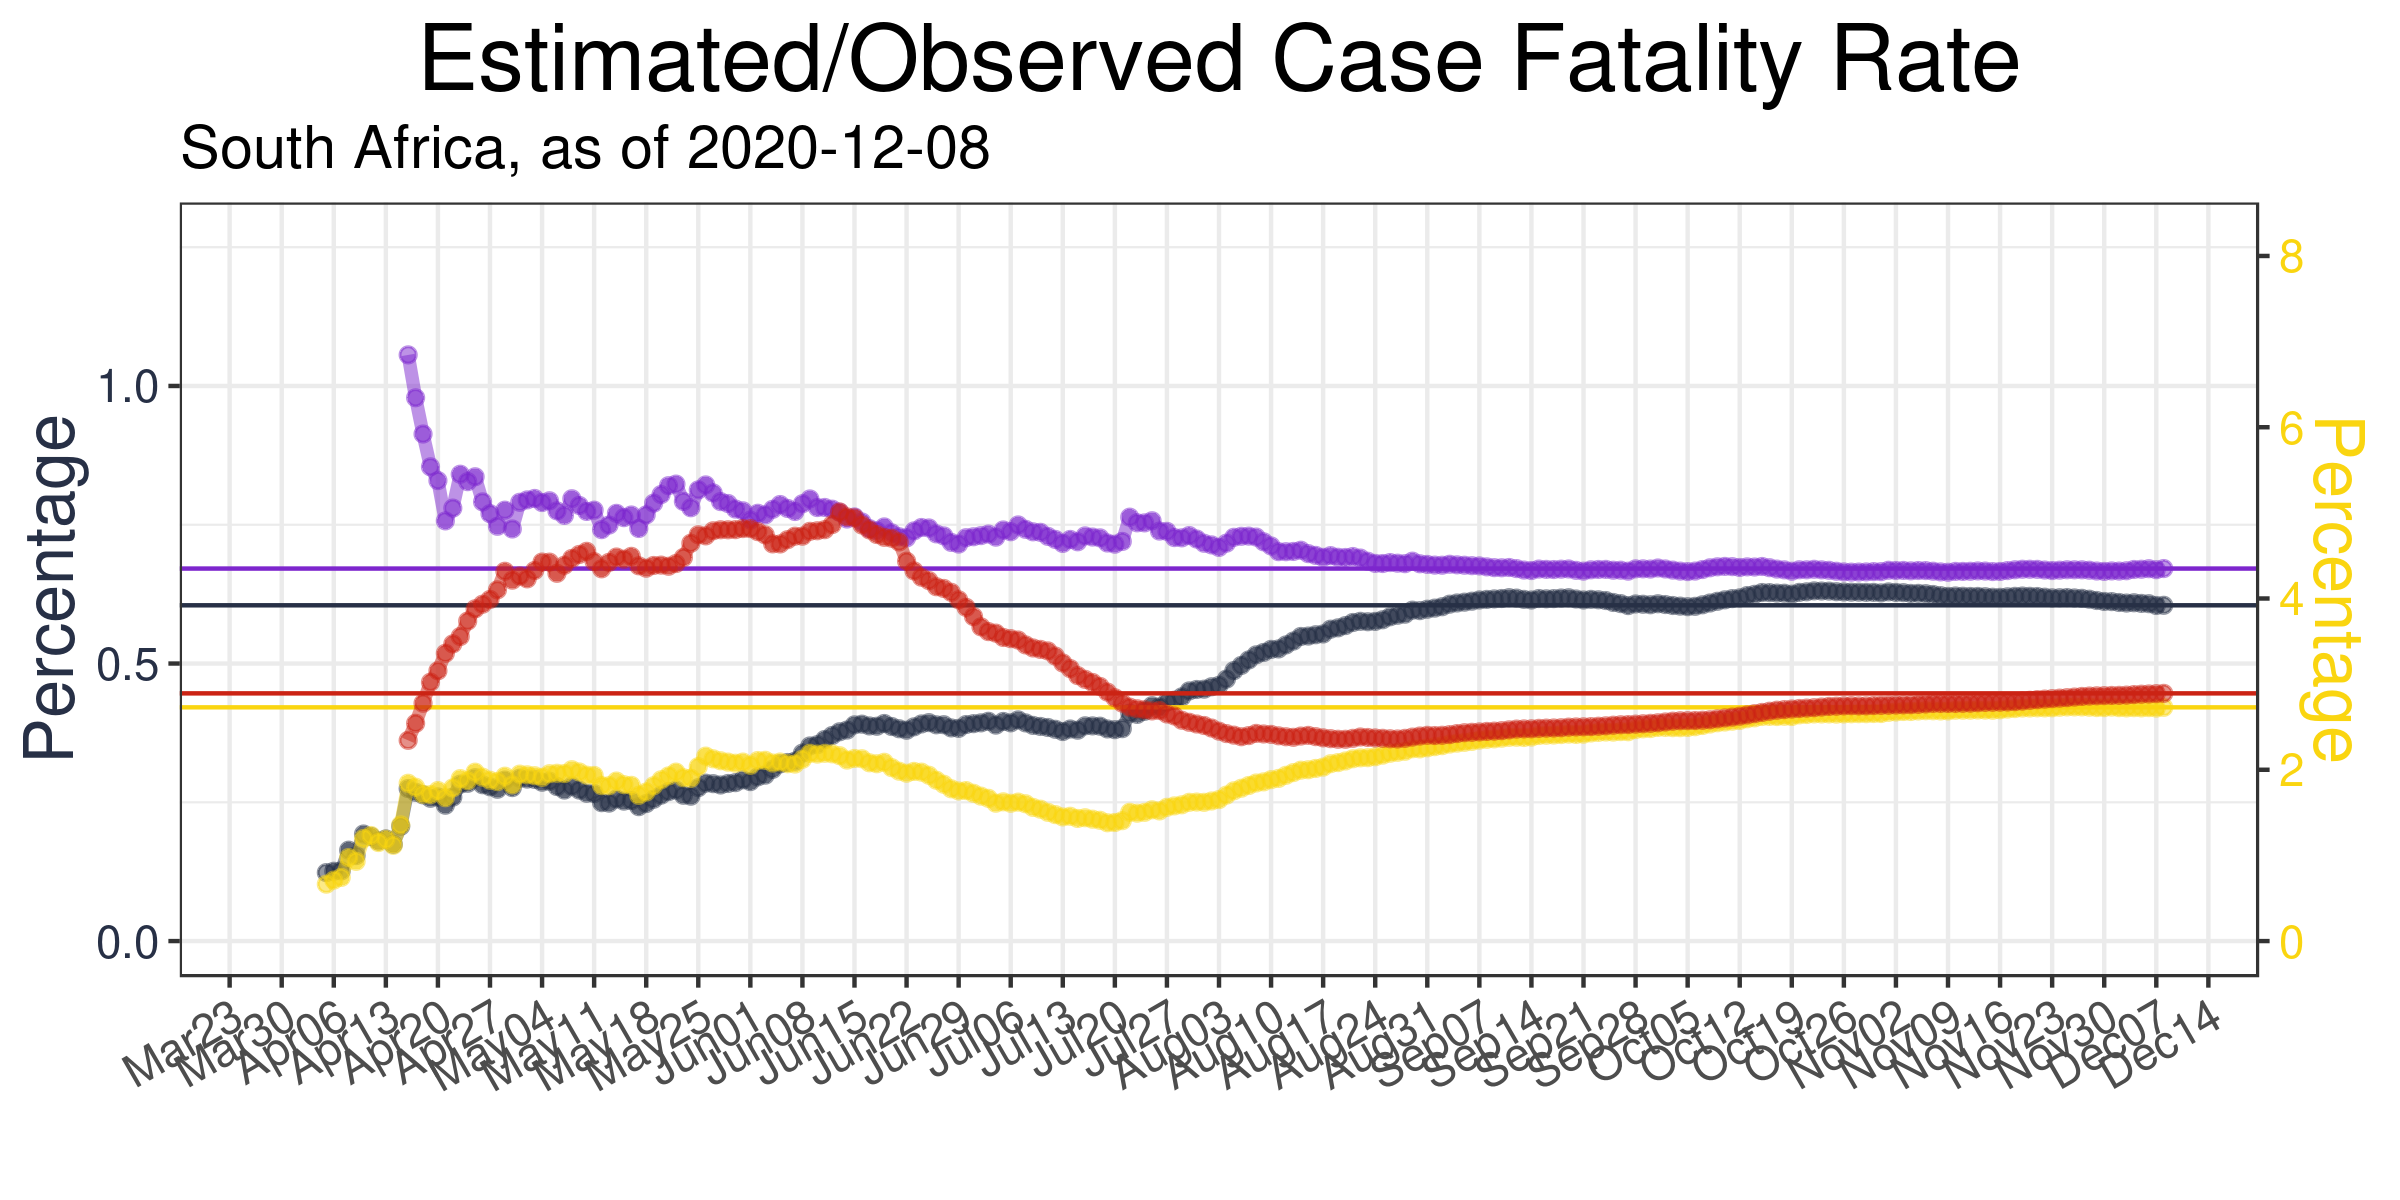 Estimated/Observed Case Fatality Rate
South Africa, as of 2020-12-08
Percentage
1.0
0.5
0.0
8
6
4
2
0
Percentage
Mar23
Mar30
Apr06
Apr13
Apr20
Apr27
May04
May11
May18
May25
Jun01
Jun08
Jun15
Jun22
Jun29
Jul06
Jul13
Jul20
Jul27
Aug03
Aug10
Aug17
Aug24
Aug31
Sep07
Sep14
Sep21
Sep28
Oct05
Oct12
Oct19
Oct26
Nov02
Nov09
Nov16
Nov23
Nov30
Dec07
Dec14